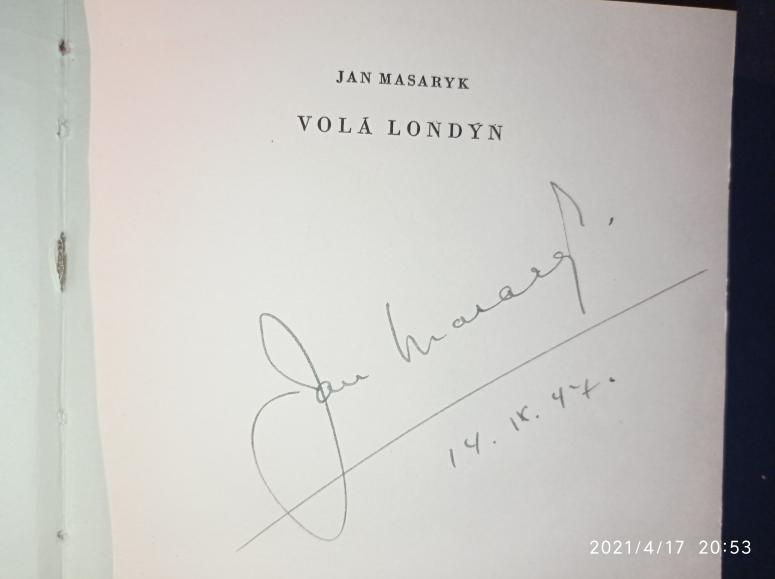 JAN MASARYK
VOLÁ LONDÝN
Jan Masaryk.
14. IX. 47.
2021/4/17 20:53